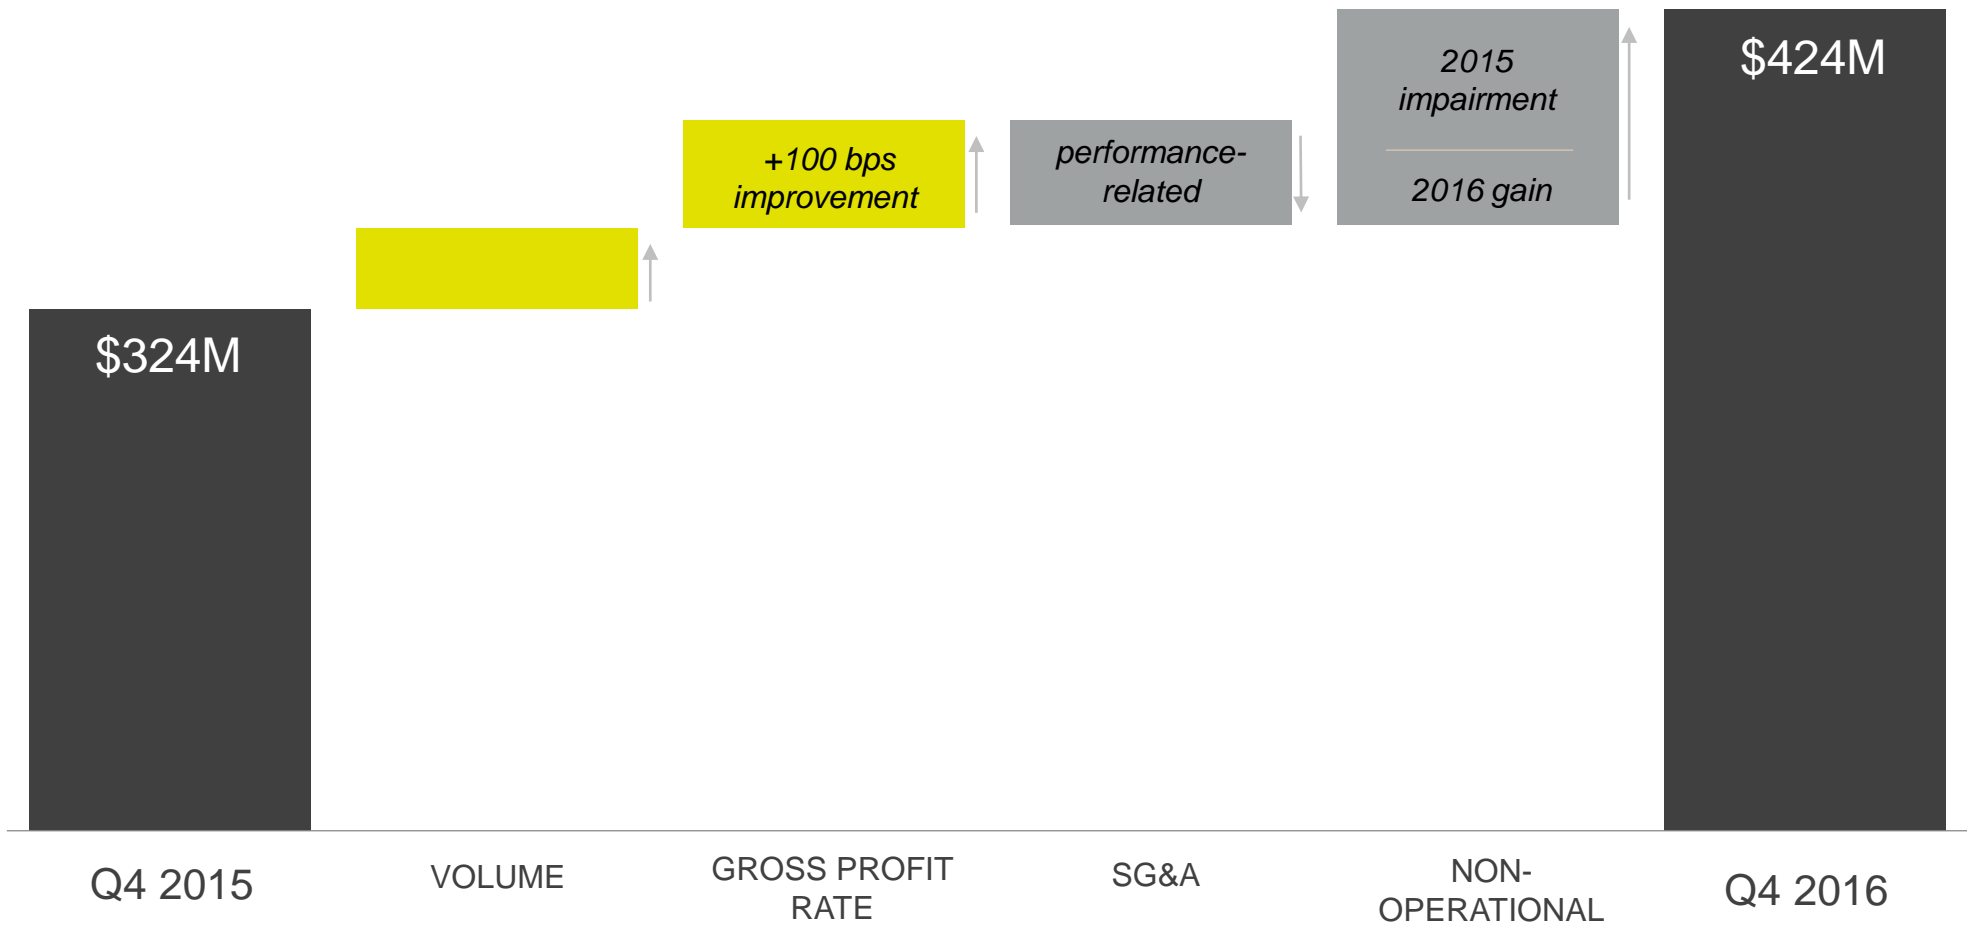 $324M
+100 bps
improvement
performance-
related
2015
impairment
2016 gain
$424M
Q4 2015
VOLUME
GROSS PROFIT
RATE
SG&A
NON-
OPERATIONAL
Q4 2016